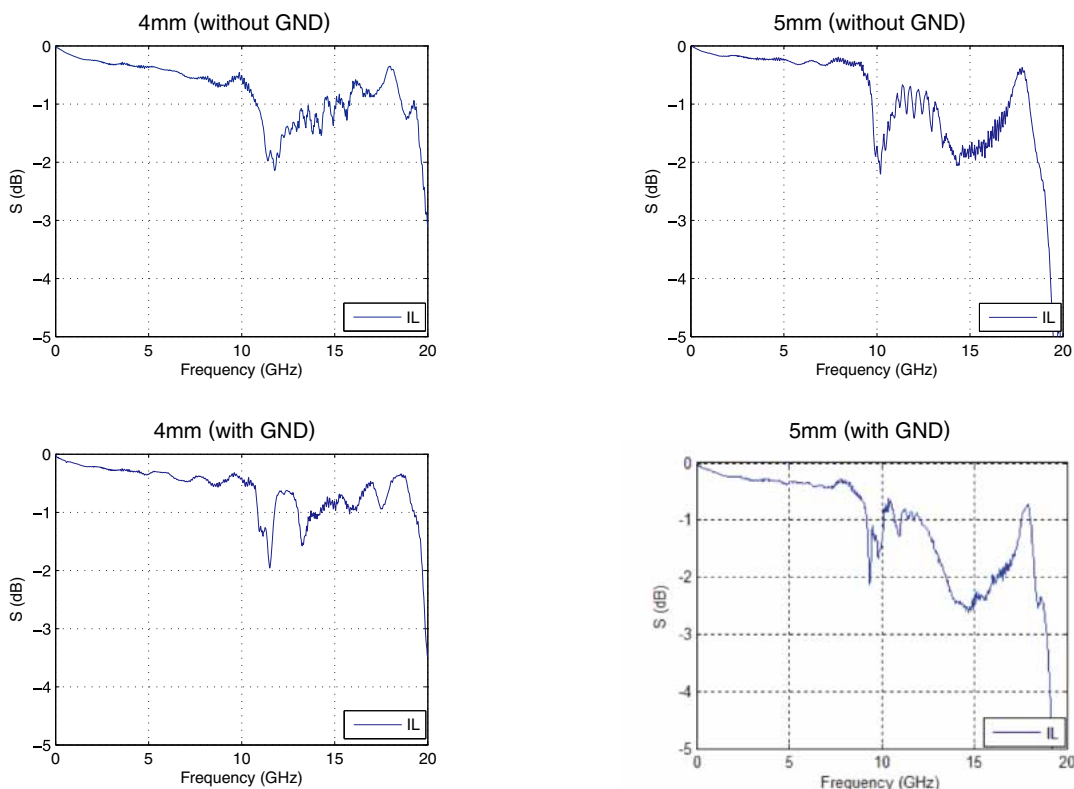 4mm (without GND)
0
−1
−2
−3
−4
−5
S (dB)
IL
0 5 10 15 20
Frequency (GHz)
5mm (without GND)
0
−1
−2
−3
−4
−5
S (dB)
IL
0 5 10 15 20
Frequency (GHz)
4mm (with GND)
0
−1
−2
−3
−4
−5
S (dB)
IL
0 5 10 15 20
Frequency (GHz)
5mm (with GND)
0
-1
-2
-3
-4
-5
S (dB)
IL
0 5 10 15 20
Frequency (GHz)